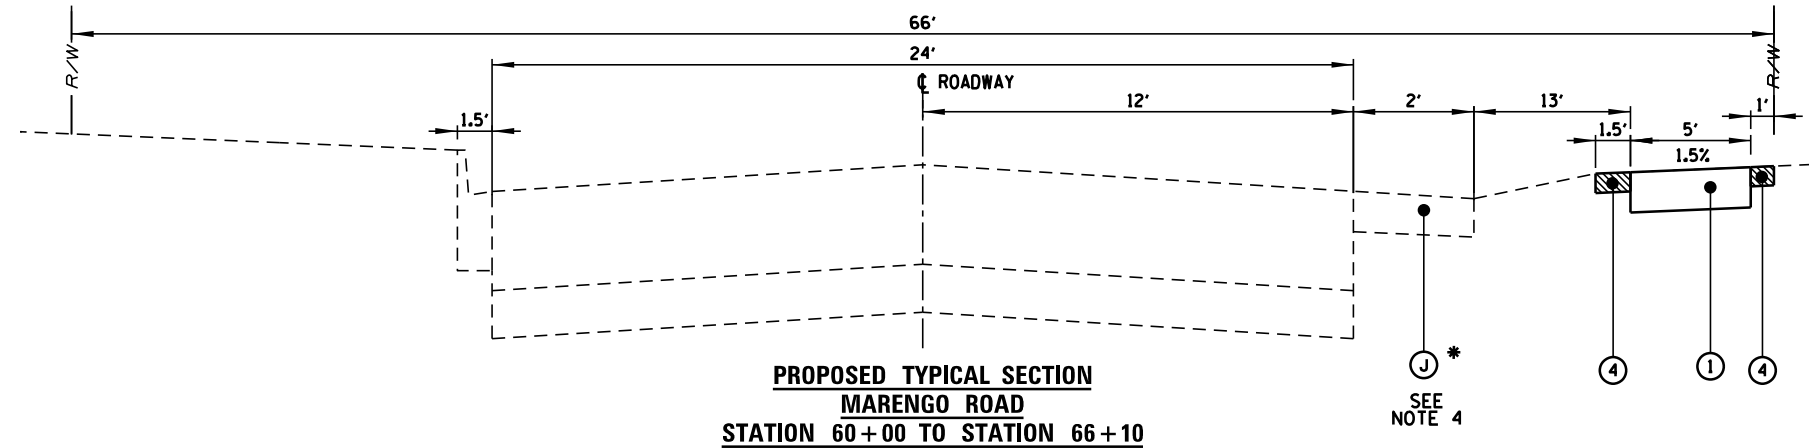 66'
24'
R/W
R/W
℄ ROADWAY
12'
2'
13'
1'
1.5'
1.5'
5'
1.5%
J *
4
1
4
SEE
NOTE 4
PROPOSED TYPICAL SECTION
MARENGO ROAD
STATION 60+00 TO STATION 66+10